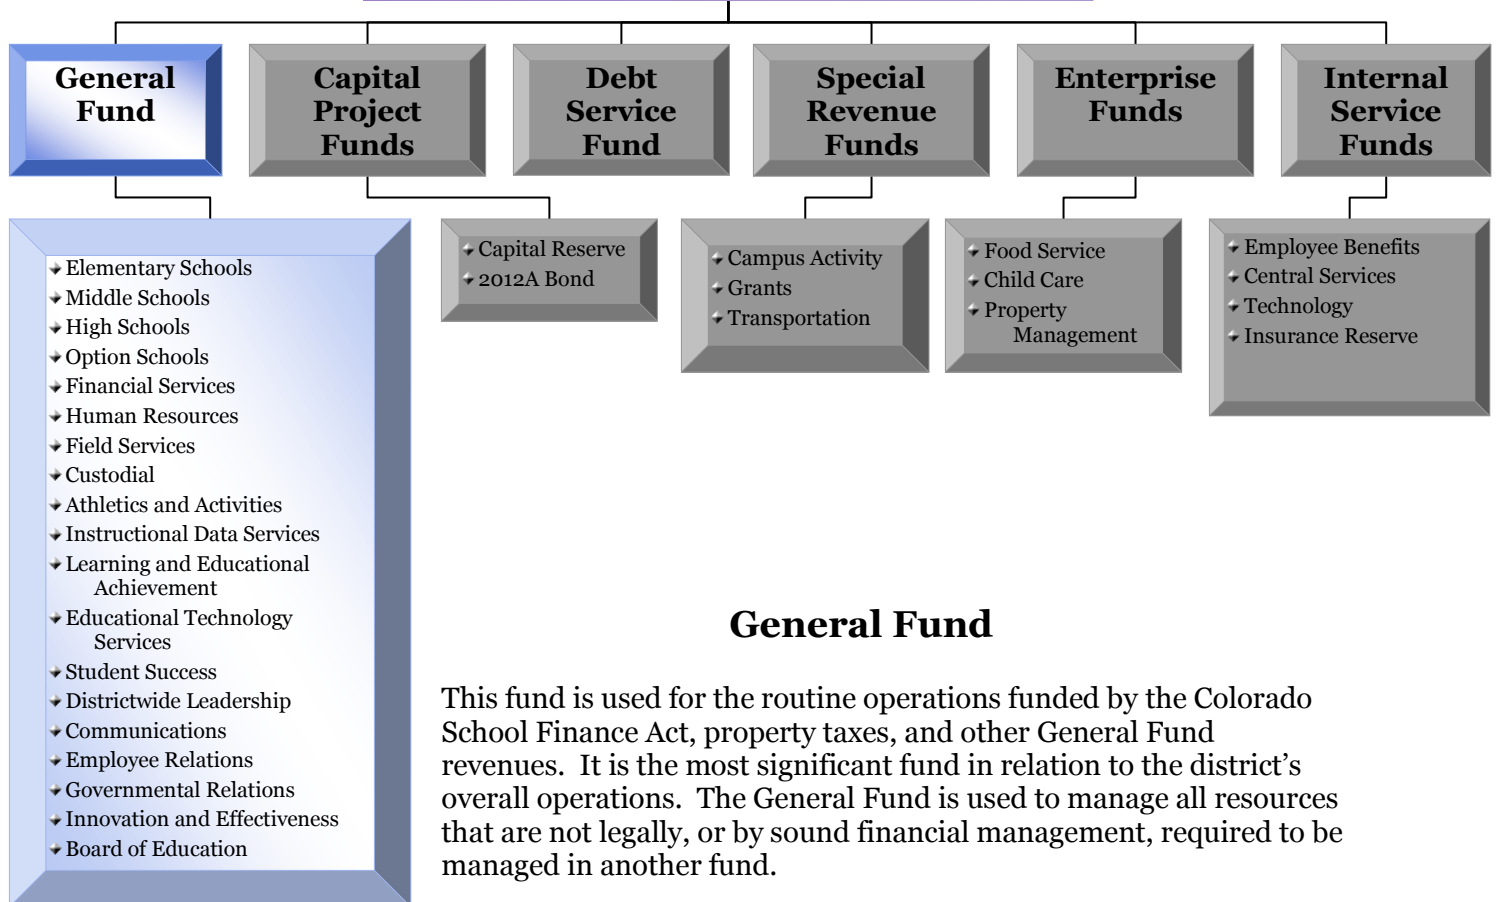 General
Fund
Capital
Project
Funds
Debt
Service
Fund
Special
Revenue
Funds
Enterprise
Funds
Internal
Service
Funds
Elementary Schools
Middle Schools
High Schools
Option Schools
Financial Services
Human Resources
Field Services
Custodial
Athletics and Activities
Instructional Data Services
Learning and Educational
Achievement
Educational Technology
Services
Student Success
Districtwide Leadership
Communications
Employee Relations
Governmental Relations
Innovation and Effectiveness
Board of Education
Capital Reserve
2012A Bond
Campus Activity
Grants
Transportation
Food Service
Child Care
Property
Management
Employee Benefits
Central Services
Technology
Insurance Reserve
General Fund
This fund is used for the routine operations funded by the Colorado
School Finance Act, property taxes, and other General Fund
revenues.  It is the most significant fund in relation to the district’s
overall operations.  The General Fund is used to manage all resources
that are not legally, or by sound financial management, required to be
managed in another fund.